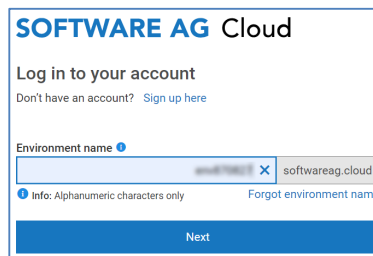 SOFTWARE AG Cloud
Log in to your account
Don't have an account? Sign up here
Environment name
softwareag.cloud
Info: Alphanumeric characters only Forgot environment nam
Next